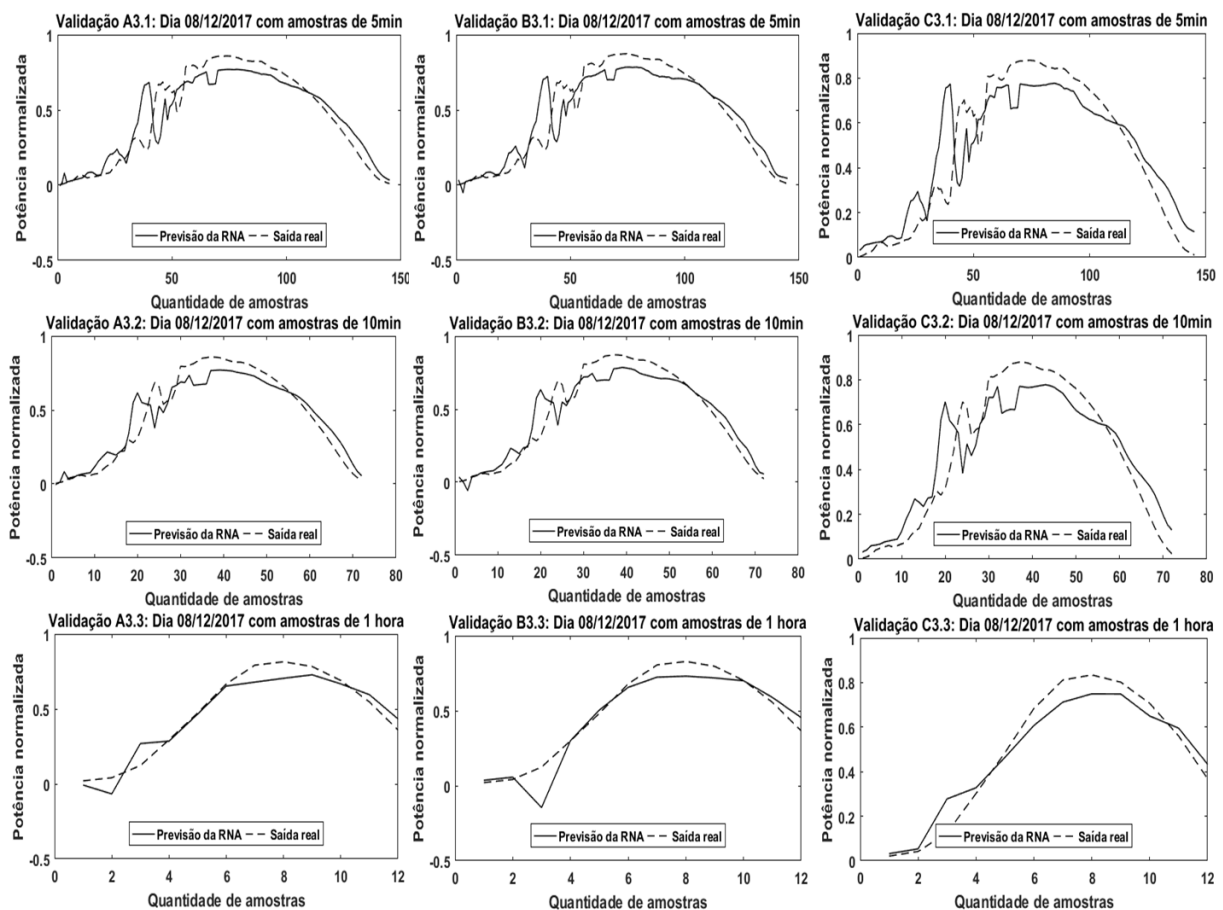 Validação A3.1: Dia 08/12/2017 com amostras de 5min
Potência normalizada
1
0.5
0
-0.5
Previsão da RNA
Saída real
0
50
100
150
Quantidade de amostras
Validação B3.1: Dia 08/12/2017 com amostras de 5min
Potência normalizada
1
0.5
0
-0.5
Previsão da RNA
Saída real
0
50
100
150
Quantidade de amostras
Validação C3.1: Dia 08/12/2017 com amostras de 5min
Potência normalizada
1
0.8
0.6
0.4
0.2
0
Previsão da RNA
Saída real
0
50
100
150
Quantidade de amostras
Validação A3.2: Dia 08/12/2017 com amostras de 10min
Potência normalizada
1
0.5
0
-0.5
Previsão da RNA
Saída real
0
10
20
30
40
50
60
70
80
Quantidade de amostras
Validação B3.2: Dia 08/12/2017 com amostras de 10min
Potência normalizada
1
0.5
0
-0.5
Previsão da RNA
Saída real
0
10
20
30
40
50
60
70
80
Quantidade de amostras
Validação C3.2: Dia 08/12/2017 com amostras de 10min
Potência normalizada
1
0.8
0.6
0.4
0.2
0
Previsão da RNA
Saída real
0
10
20
30
40
50
60
70
80
Quantidade de amostras
Validação A3.3: Dia 08/12/2017 com amostras de 1 hora
Potência normalizada
1
0.5
0
-0.5
Previsão da RNA
Saída real
0
2
4
6
8
10
12
Quantidade de amostras
Validação B3.3: Dia 08/12/2017 com amostras de 1 hora
Potência normalizada
1
0.5
0
-0.5
Previsão da RNA
Saída real
0
2
4
6
8
10
12
Quantidade de amostras
Validação C3.3: Dia 08/12/2017 com amostras de 1 hora
Potência normalizada
1
0.8
0.6
0.4
0.2
0
Previsão da RNA
Saída real
0
2
4
6
8
10
12
Quantidade de amostras